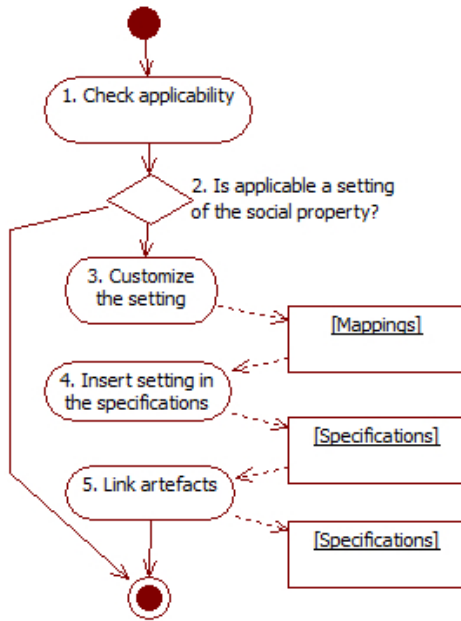 1. Check applicability
2. Is applicable a setting
of the social property?
3. Customize
the setting
[Mappings]
4. Insert setting in
the specifications
[Specifications]
5. Link artefacts
[Specifications]